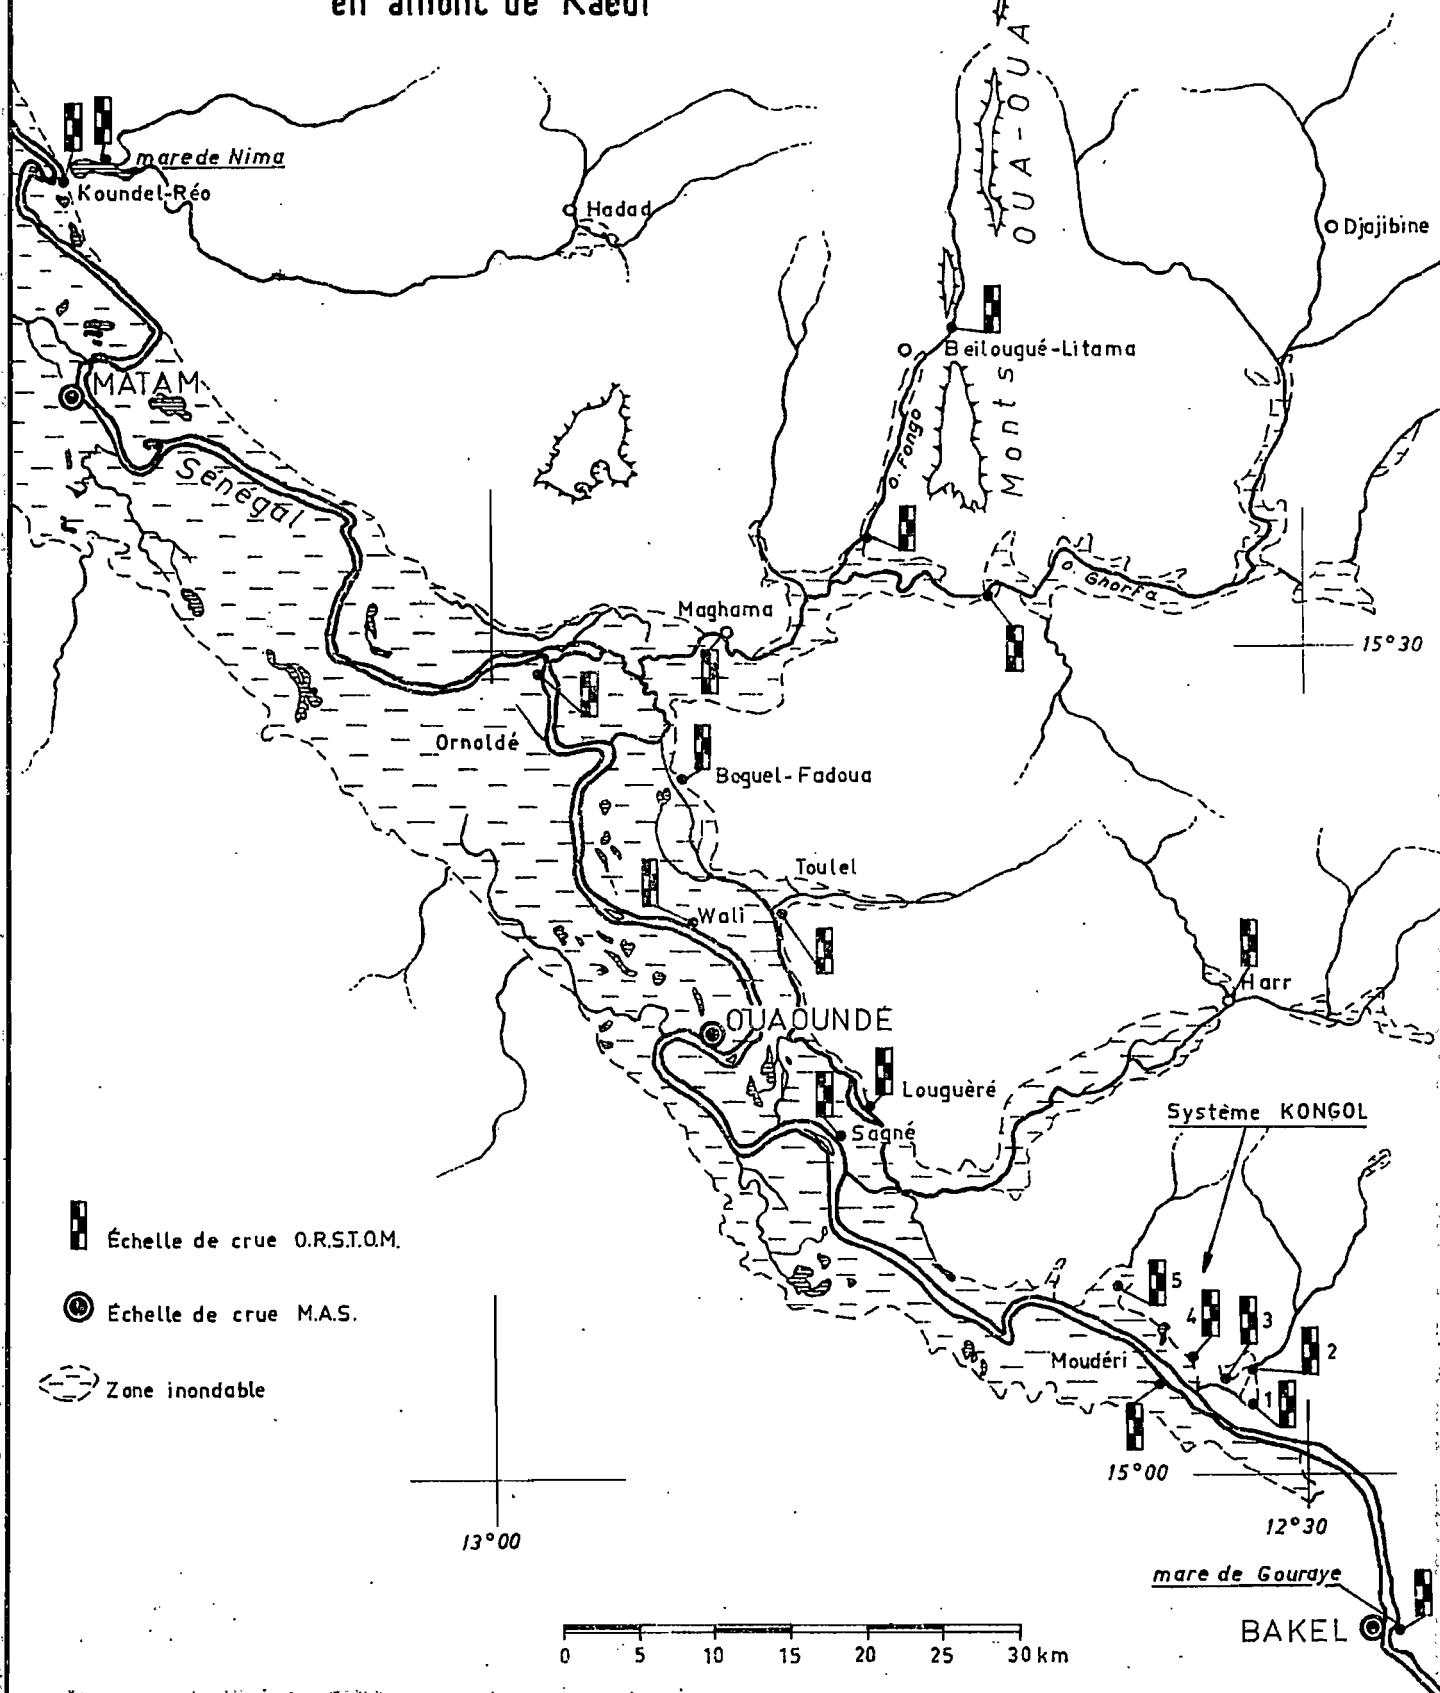 en amont de Kaédi
mare de Nima
Koundel-Réo
Hadad
OUA-OUA
Djajibine
Beilougué-Litama
MATAM
Monts
O. Fongo
Sénégal
O. Ghorfa
Maghama
15°30
Ornoldé
Boguel-Fadoua
Toulel
Wali
Harr
OUAOUNDÉ
Louguèré
Système KONGOL
Sagné
Échelle de crue O.R.S.T.O.M.
5
4
3
Échelle de crue M.A.S.
2
Moudéri
Zone inondable
1
15°00
12°30
13°00
mare de Gouraye
BAKEL
0 5 10 15 20 25 30 km